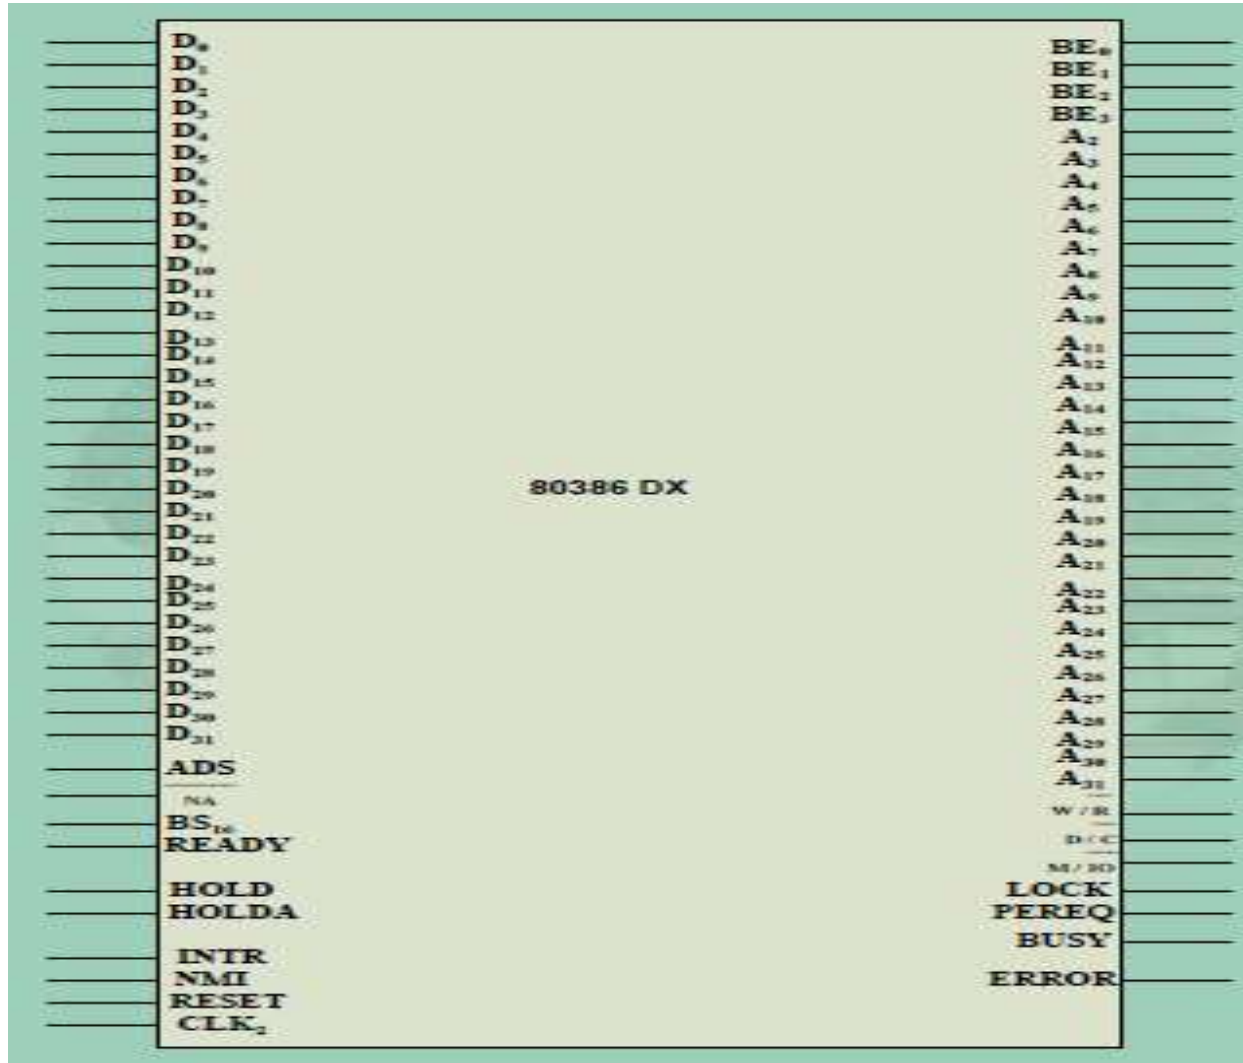 D₀
D₁
D₂
D₃
D₄
D₅
D₆
D₇
D₈
D₉
D₁₀
D₁₁
D₁₂
D₁₃
D₁₄
D₁₅
D₁₆
D₁₇
D₁₈
D₁₉
D₂₀
D₂₁
D₂₂
D₂₃
D₂₄
D₂₅
D₂₆
D₂₇
D₂₈
D₂₉
D₃₀
D₃₁
ADS
NA
BS₁₆
READY
HOLD
HOLDA
INTR
NMI
RESET
CLK₂
80386 DX
BE₀
BE₁
BE₂
BE₃
A₂
A₃
A₄
A₅
A₆
A₇
A₈
A₉
A₁₀
A₁₁
A₁₂
A₁₃
A₁₄
A₁₅
A₁₆
A₁₇
A₁₈
A₁₉
A₂₀
A₂₁
A₂₂
A₂₃
A₂₄
A₂₅
A₂₆
A₂₇
A₂₈
A₂₉
A₃₀
A₃₁
W / R
D / C
M / IO
LOCK
PEREQ
BUSY
ERROR